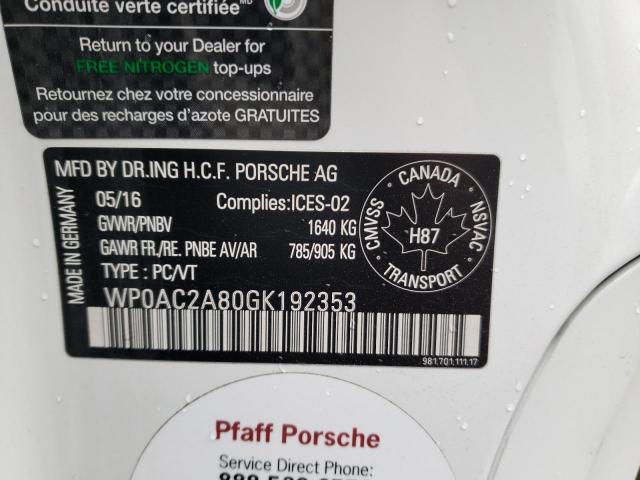 Conduite verte certifiée MD
Return to your Dealer for
FREE NITROGEN top-ups
Retournez chez votre concessionnaire
pour des recharges d'azote GRATUITES
MFD BY DR.ING H.C.F. PORSCHE AG
05/16 Complies:ICES-02
GVWR/PNBV 1640 KG
GAWR FR./RE. PNBE AV/AR 785/905 KG
TYPE : PC/VT
WP0AC2A80GK192353
MADE IN GERMANY
CANADA
CMVSS
NSVAC
H87
TRANSPORT
981.701.111.17
Pfaff Porsche
Service Direct Phone: